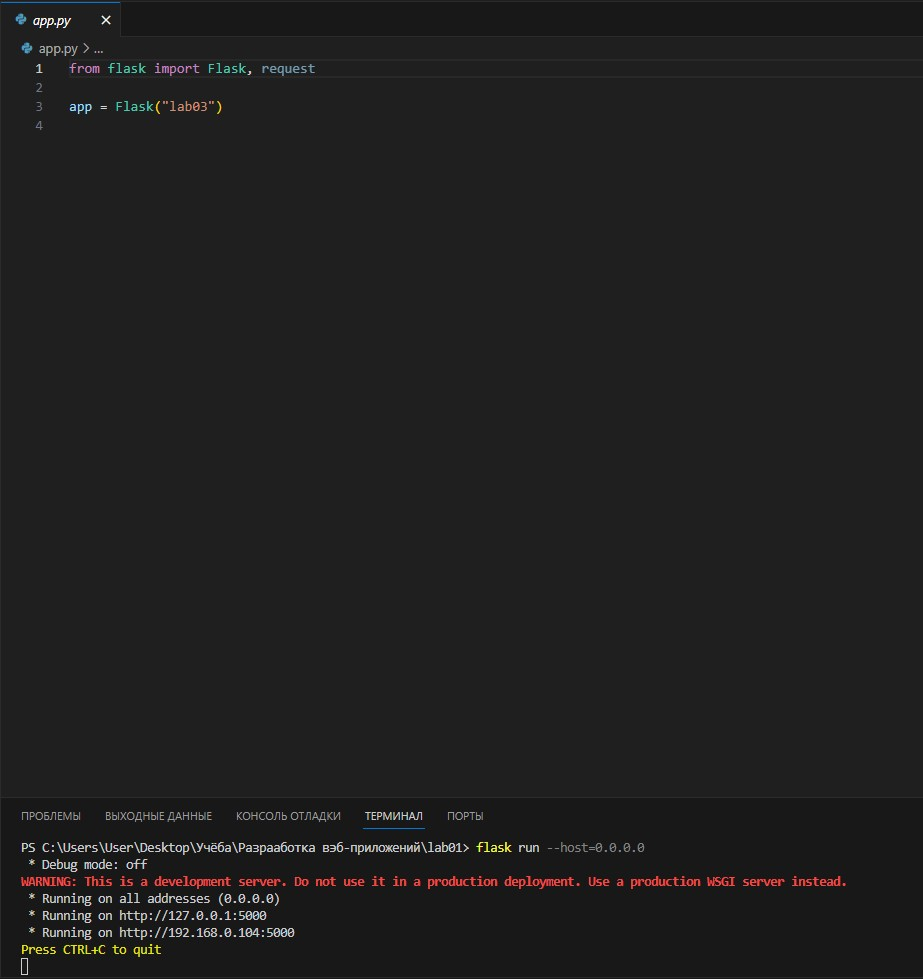 app.py ×
app.py > ...
1 from flask import Flask, request
2
3 app = Flask("lab03")
4
ПРОБЛЕМЫ ВЫХОДНЫЕ ДАННЫЕ КОНСОЛЬ ОТЛАДКИ ТЕРМИНАЛ ПОРТЫ
PS C:\Users\User\Desktop\Учёба\Разрааботка вэб-приложений\lab01> flask run --host=0.0.0.0
* Debug mode: off
WARNING: This is a development server. Do not use it in a production deployment. Use a production WSGI server instead.
* Running on all addresses (0.0.0.0)
* Running on http://127.0.0.1:5000
* Running on http://192.168.0.104:5000
Press CTRL+C to quit